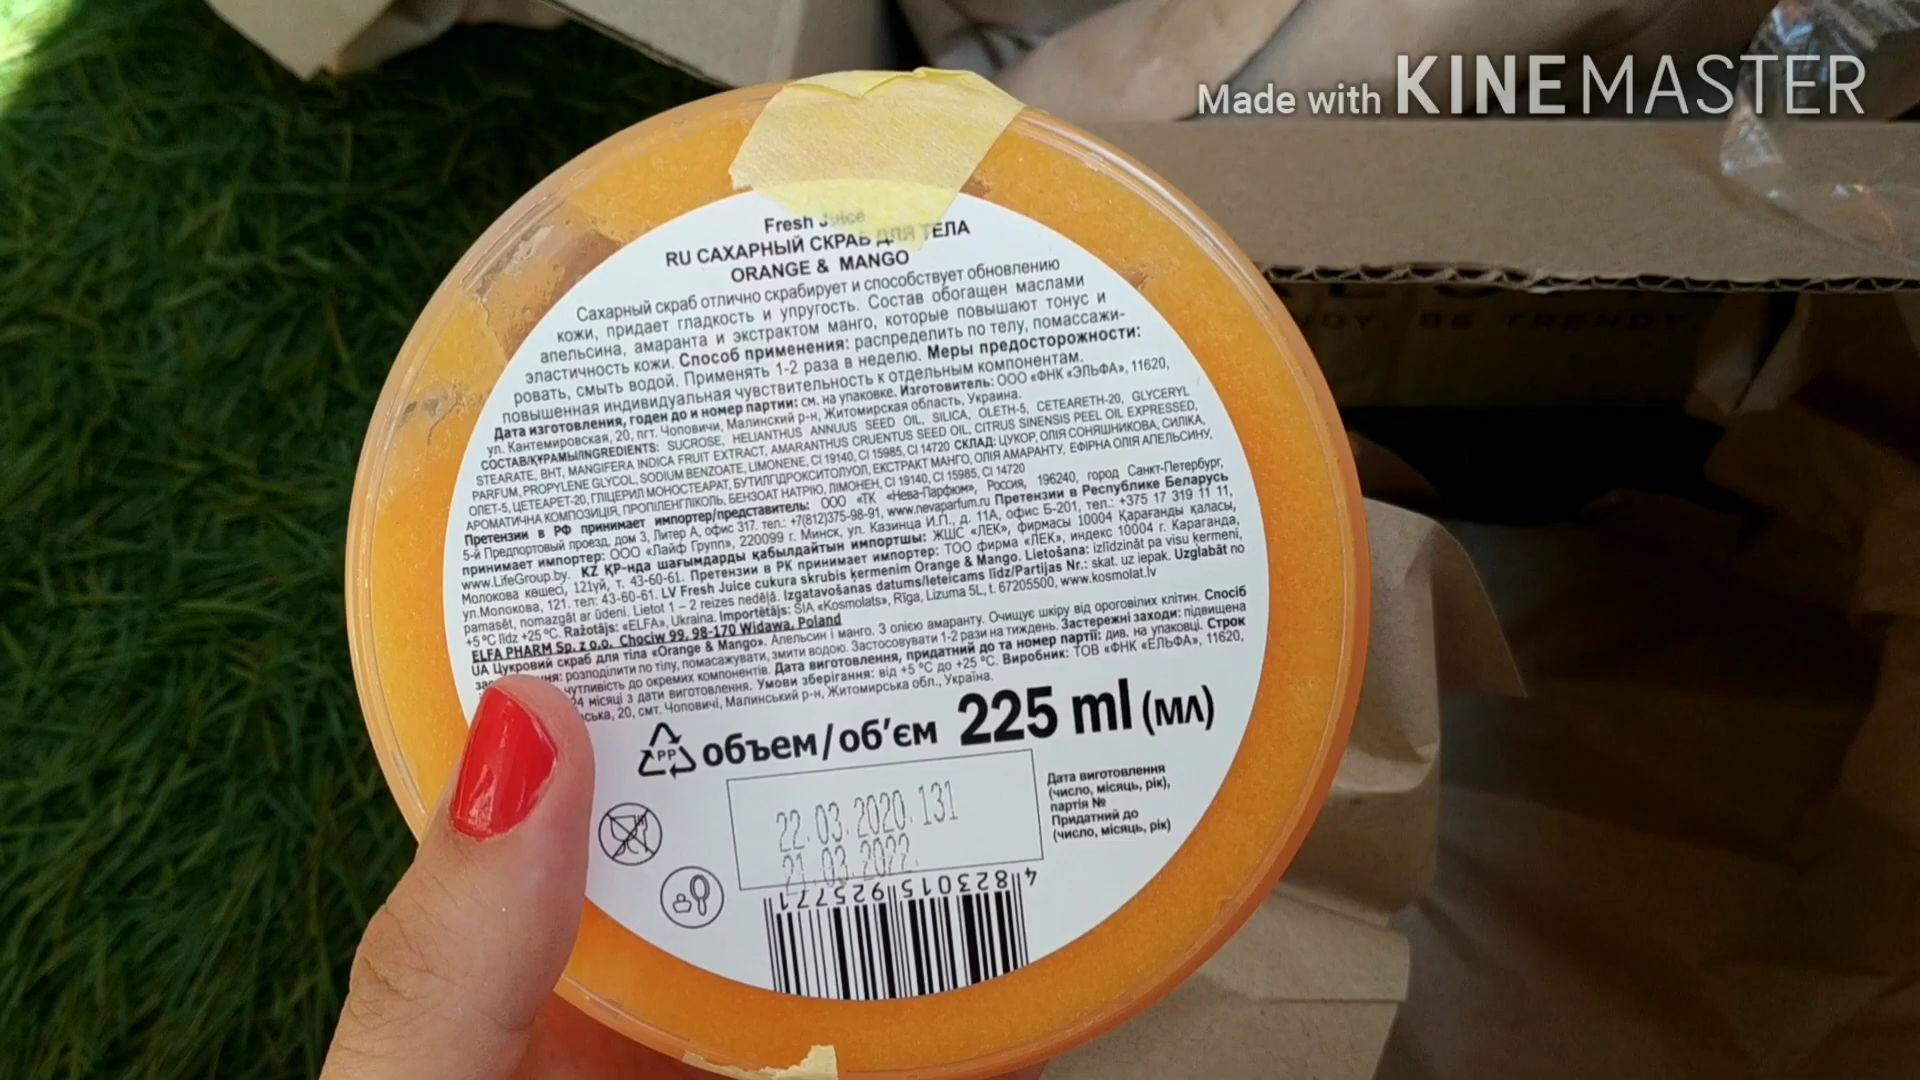 Made with KINEMASTER
Fresh Juice
RU САХАРНЫЙ СКРАБ ДЛЯ ТЕЛА
ORANGE & MANGO
Сахарный скраб отлично скрабирует и способствует обновлению
кожи, придает гладкость и упругость. Состав обогащен маслами
апельсина, амаранта и экстрактом манго, которые повышают тонус и
эластичность кожи. Способ применения: распределить по телу, помассажи-
ровать, смыть водой. Применять 1-2 раза в неделю. Меры предосторожности:
повышенная индивидуальная чувствительность к отдельным компонентам.
Дата изготовления, годен до и номер партии: см. на упаковке. Изготовитель: ООО «ФНК «ЭЛЬФА», 11620,
ул. Кантемировская, 20, пгт. Чоповичи, Малинский р-н, Житомирская область, Украина.
СОСТАВ/ҚҰРАМЫ/INGREDIENTS: SUCROSE, HELIANTHUS ANNUUS SEED OIL, SILICA, OLETH-5, CETEARETH-20, GLYCERYL
STEARATE, BHT, MANGIFERA INDICA FRUIT EXTRACT, AMARANTHUS CRUENTUS SEED OIL, CITRUS SINENSIS PEEL OIL EXPRESSED,
PARFUM, PROPYLENE GLYCOL, SODIUM BENZOATE, LIMONENE, CI 19140, CI 15985, CI 14720 СКЛАД: ЦУКОР, ОЛІЯ СОНЯШНИКОВА, СИЛІКА,
ОЛЕТ-5, ЦЕТЕАРЕТ-20, ГЛІЦЕРИЛ МОНОСТЕАРАТ, БУТИЛГІДРОКСИТОЛУОЛ, ЕКСТРАКТ МАНГО, ОЛІЯ АМАРАНТУ, ЕФІРНА ОЛІЯ АПЕЛЬСИНУ,
АРОМАТИЧНА КОМПОЗИЦІЯ, ПРОПІЛЕНГЛІКОЛЬ, БЕНЗОАТ НАТРІЮ, ЛІМОНЕН, CI 19140, CI 15985, CI 14720
Претензии в РФ принимает импортер/представитель: ООО «ТК «Нева-Парфюм», Россия, 196240, город Санкт-Петербург,
5-й Предпортовый проезд, дом 3, Литер А, офис 317. тел.: +7(812)375-98-91, www.nevaparfum.ru Претензии в Республике Беларусь
принимает импортер: ООО «Лайф Групп», 220099 г. Минск, ул. Казинца И.П., д. 11А, офис Б-201, тел.: +375 17 319 11 11,
www.LifeGroup.by. KZ ҚР-нда шағымдарды қабылдайтын импортшы: ЖШС «ЛЕК», фирмасы 10004 Қарағанды қаласы,
Молокова көшесі, 121үй, т. 43-60-61. Претензии в РК принимает импортер: ТОО фирма «ЛЕК», индекс 10004 г. Караганда,
ул.Молокова, 121. тел: 43-60-61. LV Fresh Juice cukura skrubis ķermenim Orange & Mango. Lietošana: izlīdzināt pa visu ķermeni,
pamasēt, nomazgāt ar ūdeni. Lietot 1 – 2 reizes nedēļā. Izgatavošanas datums/Ieteicams līdz/Partijas Nr.: skat. uz iepak. Uzglabāt no
+5 °C līdz +25 °C. Ražotājs: «ELFA», Ukraina. Importētājs: SIA «Kosmolats», Rīga, Lizuma 5L, t. 67205500, www.kosmolat.lv
ELFA PHARM Sp. z o.o. Chociw 99, 98-170 Widawa, Poland
UA Цукровий скраб для тіла «Orange & Mango». Апельсин і манго. З олією амаранту. Очищує шкіру від ороговілих клітин. Спосіб
розподілити по тілу, помасажувати, змити водою. Застосовувати 1-2 рази на тиждень. Застережні заходи: підвищена
чутливість до окремих компонентів. Дата виготовлення, придатний до та номер партії: див. на упаковці. Строк
24 місяці з дати виготовлення. Умови зберігання: від +5 °C до +25 °C. Виробник: ТОВ «ФНК «ЕЛЬФА», 11620,
20, смт. Чоповичі, Малинський р-н, Житомирська обл., Україна.
PP объем/об'єм 225 ml (мл)
22.03.2020. 131
21.03.2022.
Дата виготовлення
(число, місяць, рік),
партія №
Придатний до
(число, місяць, рік)
4 823015 925771
BE TRENDY